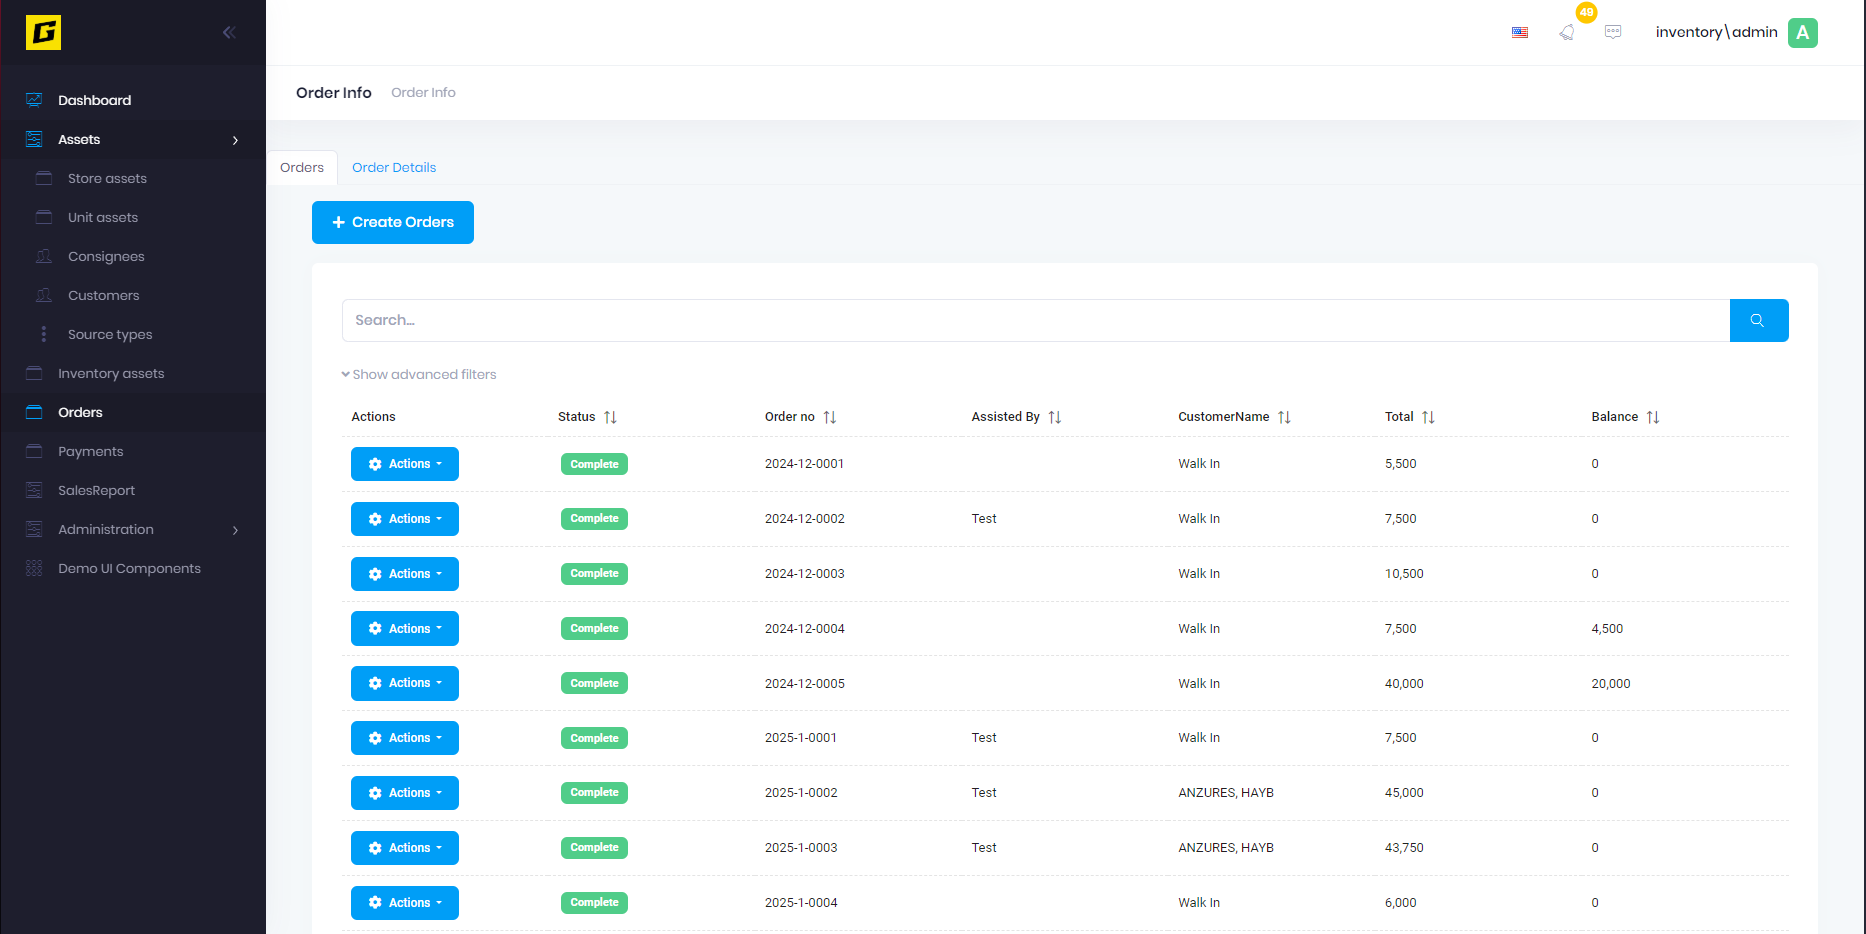 49
inventory\admin A
Dashboard
Assets
Store assets
Unit assets
Consignees
Customers
Source types
Inventory assets
Orders
Payments
SalesReport
Administration
Demo UI Components
Order Info Order Info
Orders Order Details
+ Create Orders
Search...
Show advanced filters
Actions Status Order no Assisted By CustomerName Total Balance
Actions Complete 2024-12-0001 Walk In 5,500 0
Actions Complete 2024-12-0002 Test Walk In 7,500 0
Actions Complete 2024-12-0003 Walk In 10,500 0
Actions Complete 2024-12-0004 Walk In 7,500 4,500
Actions Complete 2024-12-0005 Walk In 40,000 20,000
Actions Complete 2025-1-0001 Test Walk In 7,500 0
Actions Complete 2025-1-0002 Test ANZURES, HAYB 45,000 0
Actions Complete 2025-1-0003 Test ANZURES, HAYB 43,750 0
Actions Complete 2025-1-0004 Walk In 6,000 0